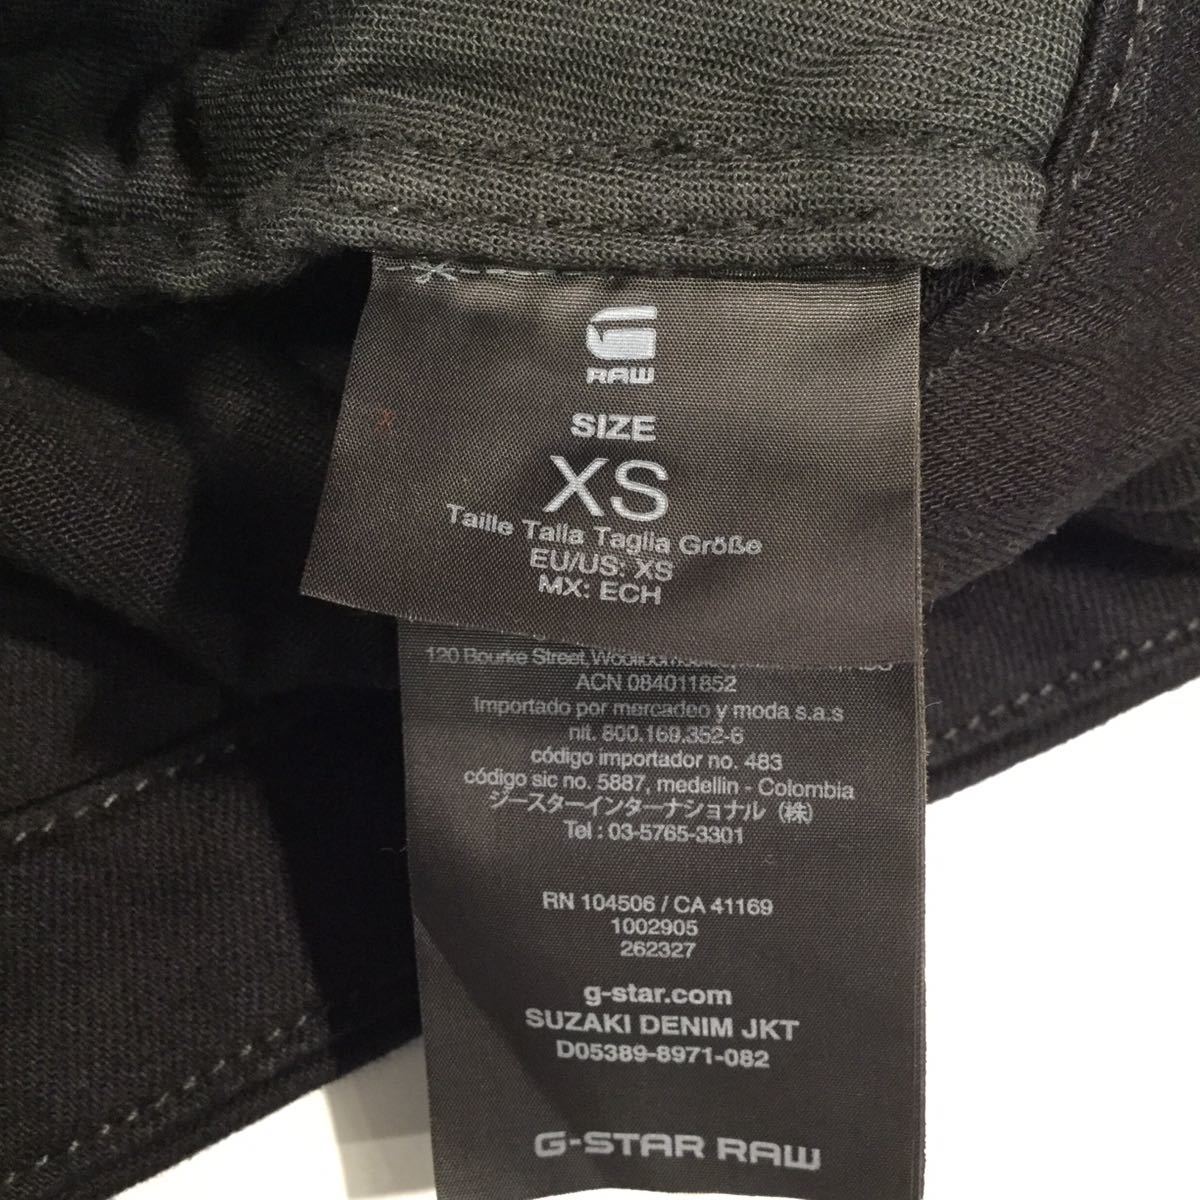 G
RAW
SIZE
XS
Taille Talla Taglia Größe
EU/US: XS
MX: ECH
120 Bourke Street,
ACN 084011852
Importado por mercadeo y moda s.a.s
nit. 800.169.352-6
código importador no. 483
código sic no. 5887, medellin - Colombia
ジースターインターナショナル (株)
Tel : 03-5765-3301
RN 104506 / CA 41169
1002905
262327
g-star.com
SUZAKI DENIM JKT
D05389-8971-082
G-STAR RAW